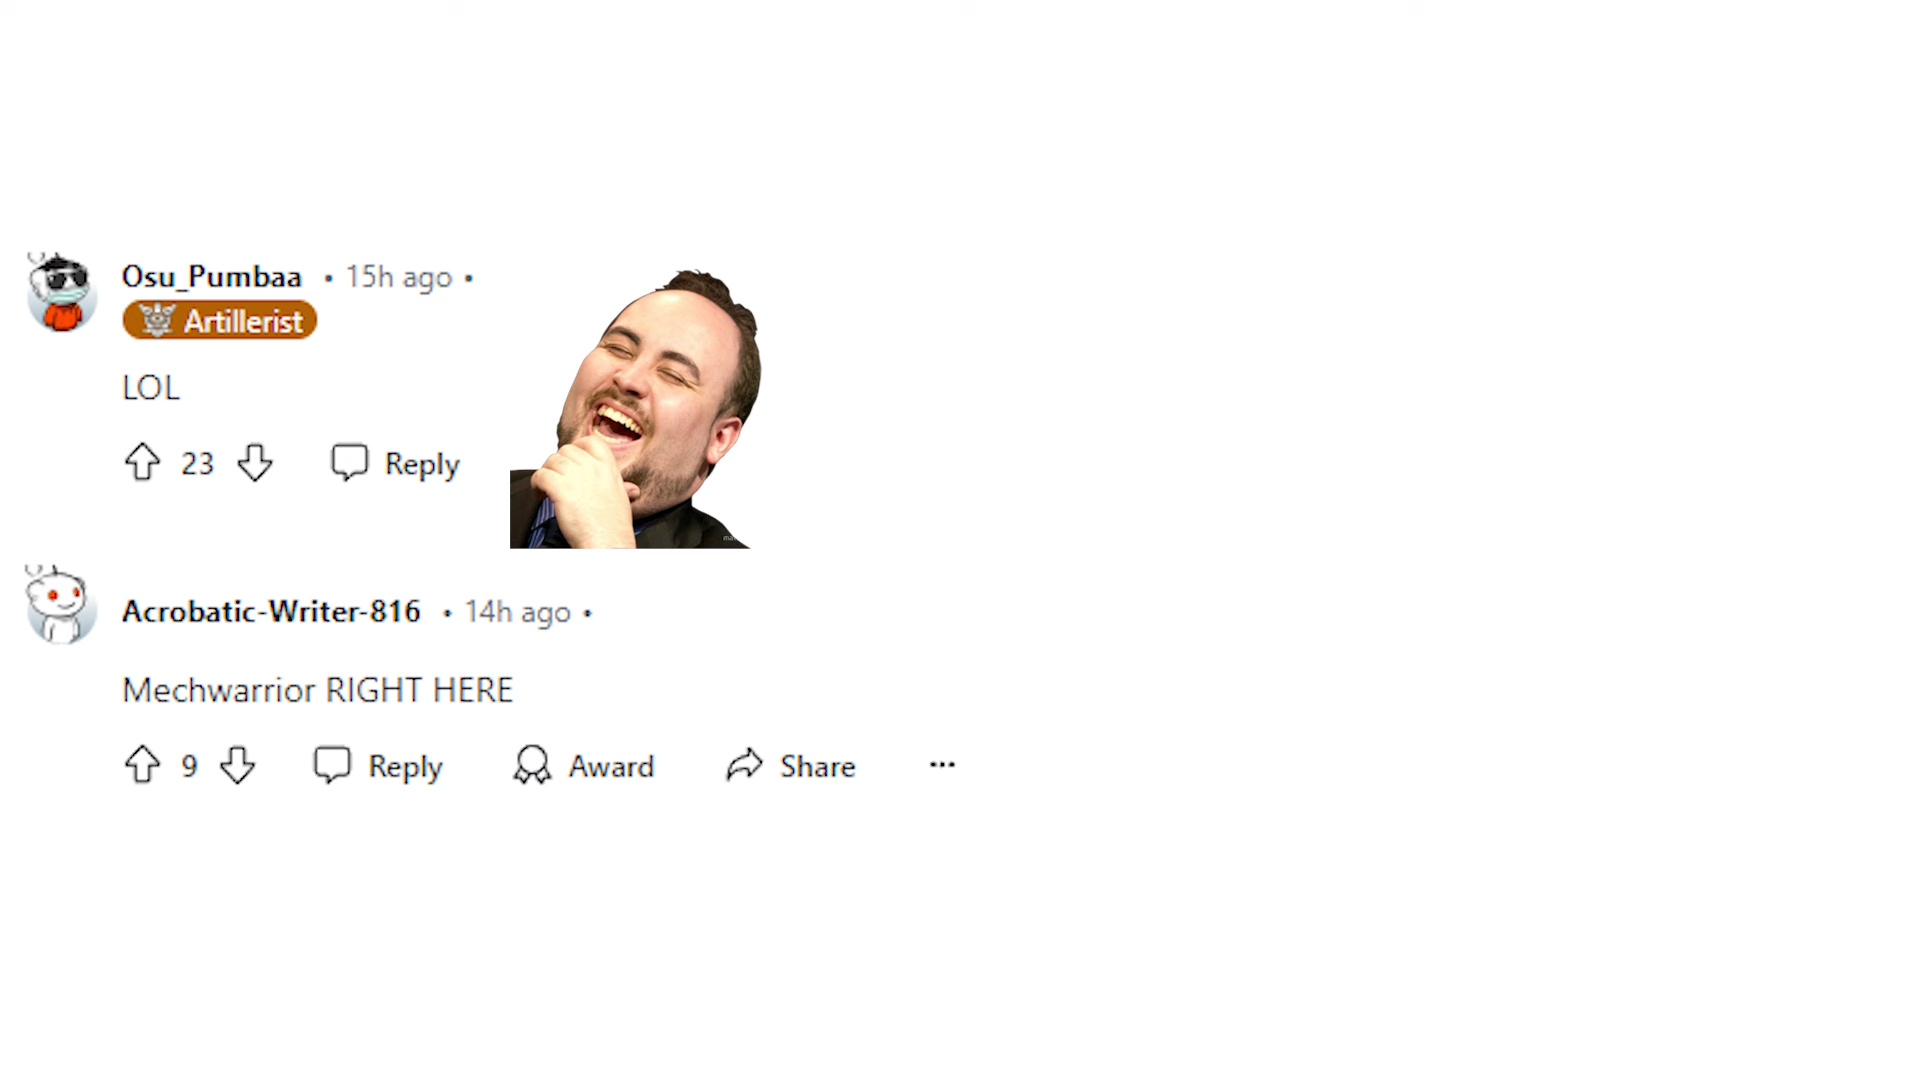 Osu_Pumbaa • 15h ago •
Artillerist
LOL
23 Reply
Acrobatic-Writer-816 • 14h ago •
Mechwarrior RIGHT HERE
9 Reply Award Share ...